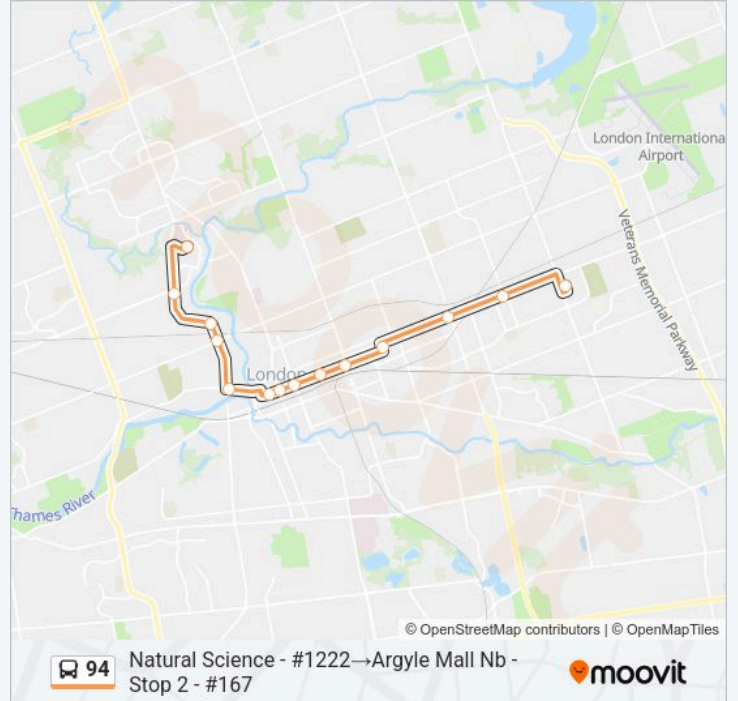 London Internationa
Airport
Veterans Memorial Parkway
London
Thames River
© OpenStreetMap contributors | © OpenMapTiles
94
Natural Science - #1222→Argyle Mall Nb -
Stop 2 - #167
moovit